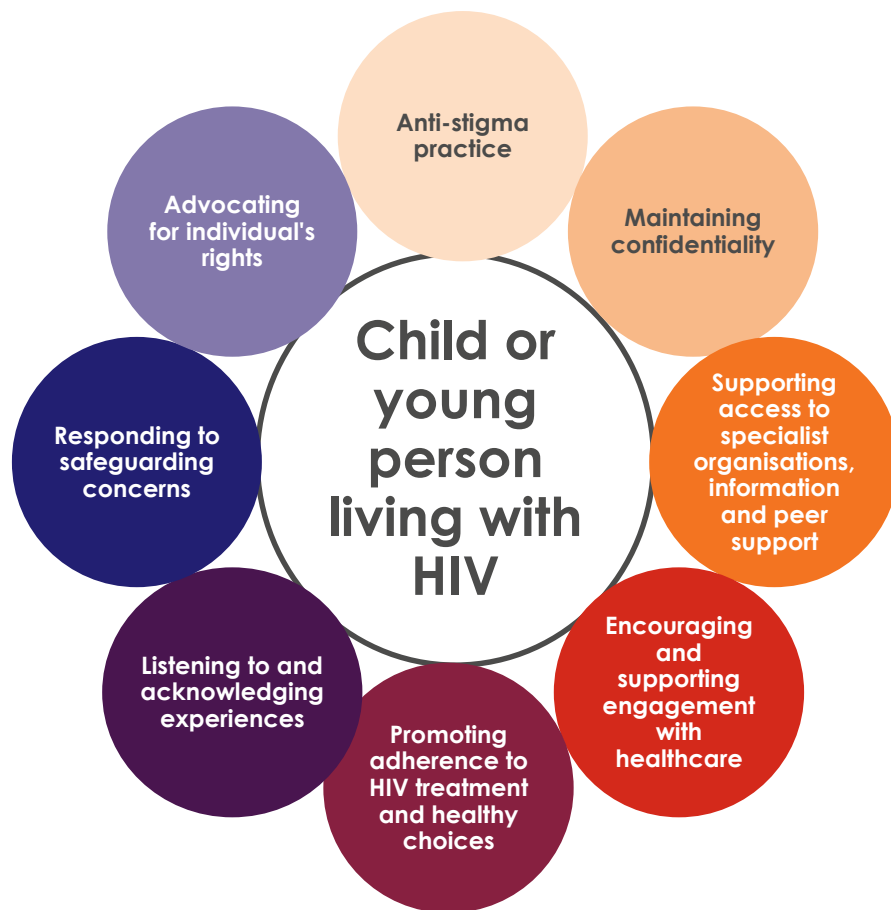 Anti-stigma
practice
Maintaining
confidentiality
Supporting
access to
specialist
organisations,
information
and peer
support
Encouraging
and
supporting
engagement
with
healthcare
Promoting
adherence to
HIV treatment
and healthy
choices
Listening to and
acknowledging
experiences
Responding to
safeguarding
concerns
Advocating
for individual's
rights
Child or
young
person
living with
HIV